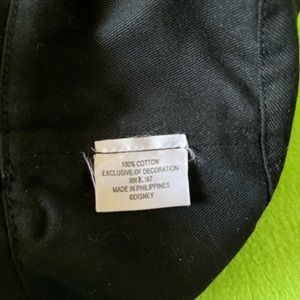 100% COTTON
EXCLUSIVE OF DECORATION
RN
MADE IN PHILIPPINES
©DISNEY